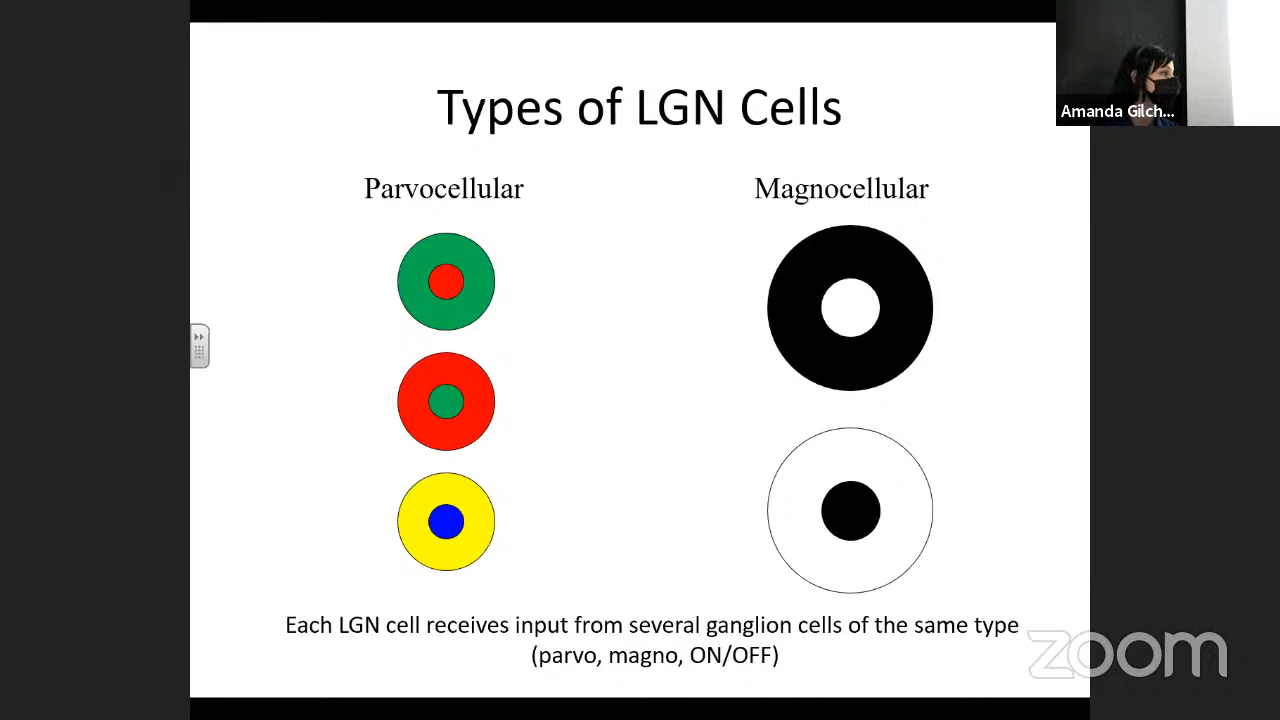 Types of LGN Cells
Amanda Gilch...
Parvocellular
Magnocellular
Each LGN cell receives input from several ganglion cells of the same type
(parvo, magno, ON/OFF)
zoom